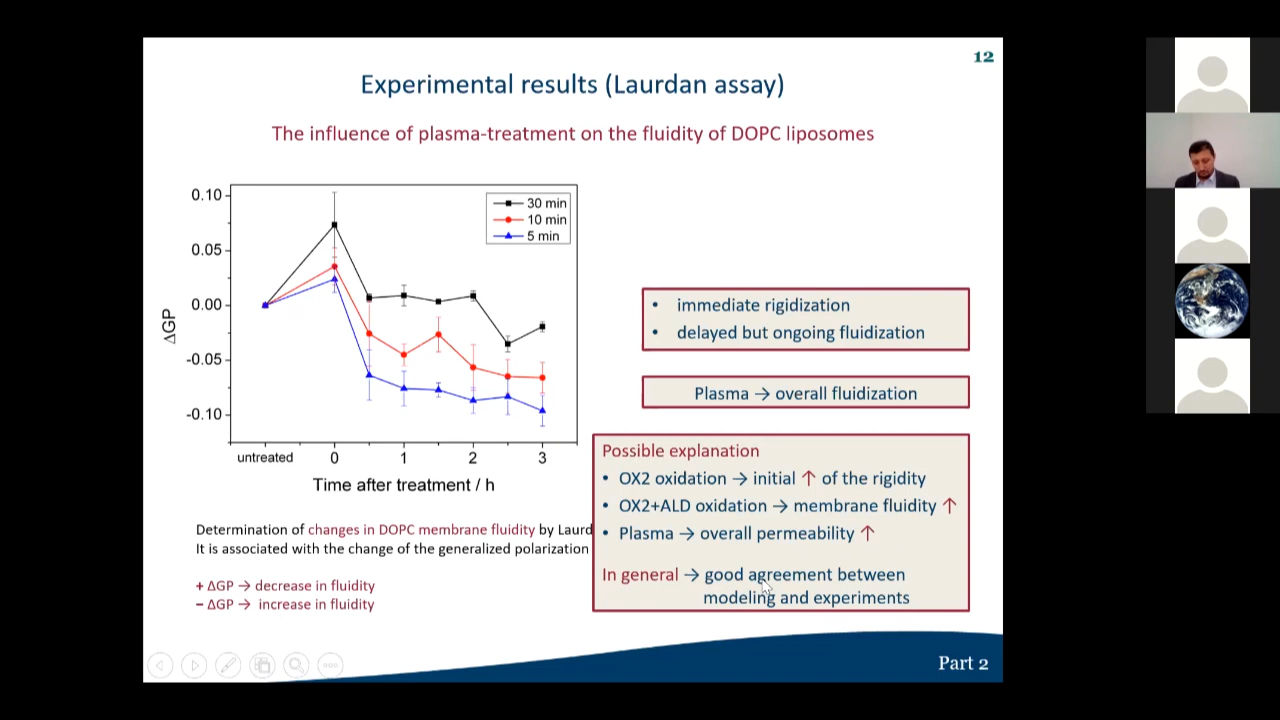 12
Experimental results (Laurdan assay)
The influence of plasma-treatment on the fluidity of DOPC liposomes
0.10
0.05
0.00
-0.05
-0.10
ΔGP
30 min
10 min
5 min
untreated 0 1 2 3
Time after treatment / h
• immediate rigidization
• delayed but ongoing fluidization
Plasma → overall fluidization
Possible explanation
• OX2 oxidation → initial ↑ of the rigidity
• OX2+ALD oxidation → membrane fluidity ↑
• Plasma → overall permeability ↑
In general → good agreement between
modeling and experiments
Determination of changes in DOPC membrane fluidity by Laurd
It is associated with the change of the generalized polarization
+ ΔGP → decrease in fluidity
− ΔGP → increase in fluidity
Part 2